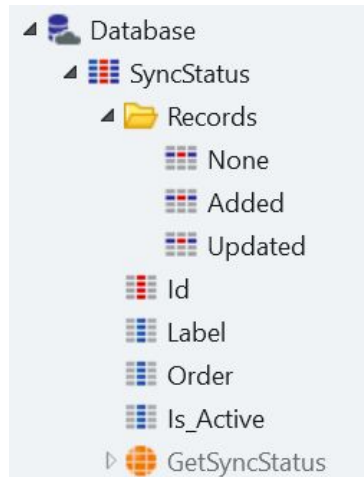 Database
SyncStatus
Records
None
Added
Updated
Id
Label
Order
Is_Active
GetSyncStatus